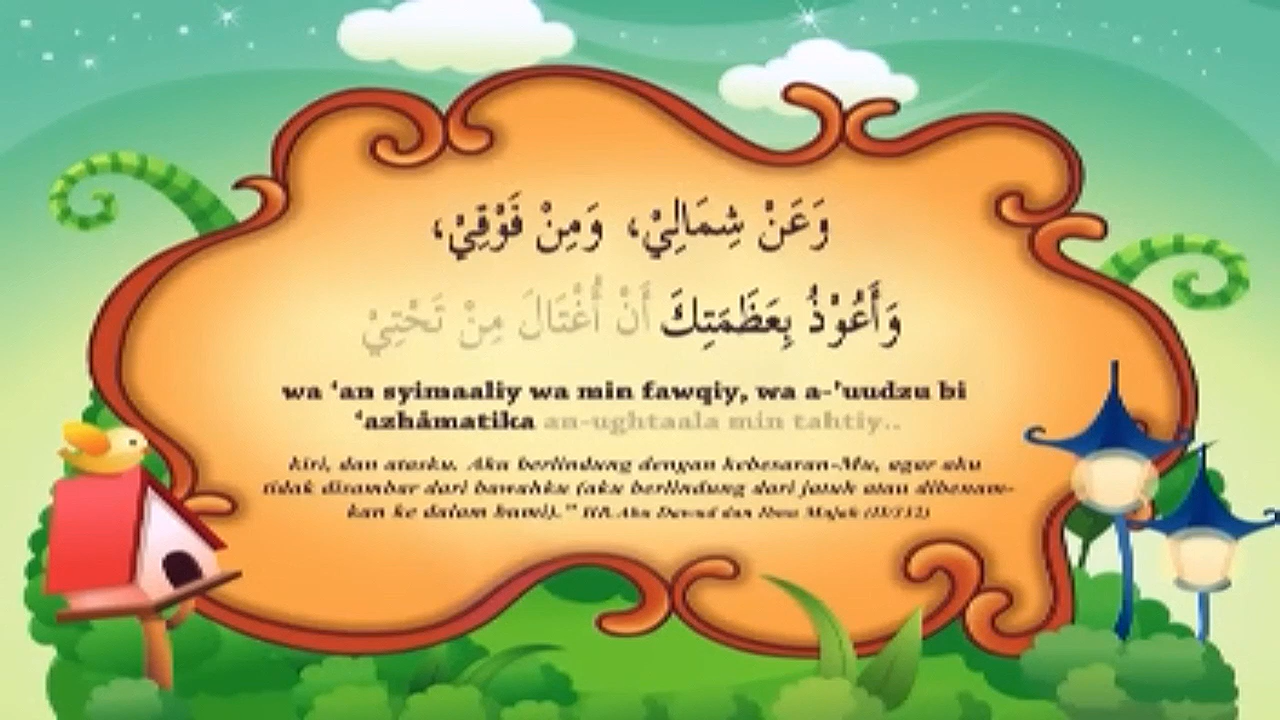 وَعَنْ شِمَالِيْ، وَمِنْ فَوْقِيْ،
وَأَعُوْذُ بِعَظَمَتِكَ أَنْ أُغْتَالَ مِنْ تَحْتِيْ
wa ‘an syimaaliy wa min fawqiy, wa a-’uudzu bi
‘azhâmatika an-ughtaala min tahtiy..
kiri, dan atasku. Aku berlindung dengan kebesaran-Mu, agar aku
tidak disambar dari bawahku (aku berlindung dari jatuh atau dibenam-
kan ke dalam bumi).” HR. Abu Dawud dan Ibnu Majah